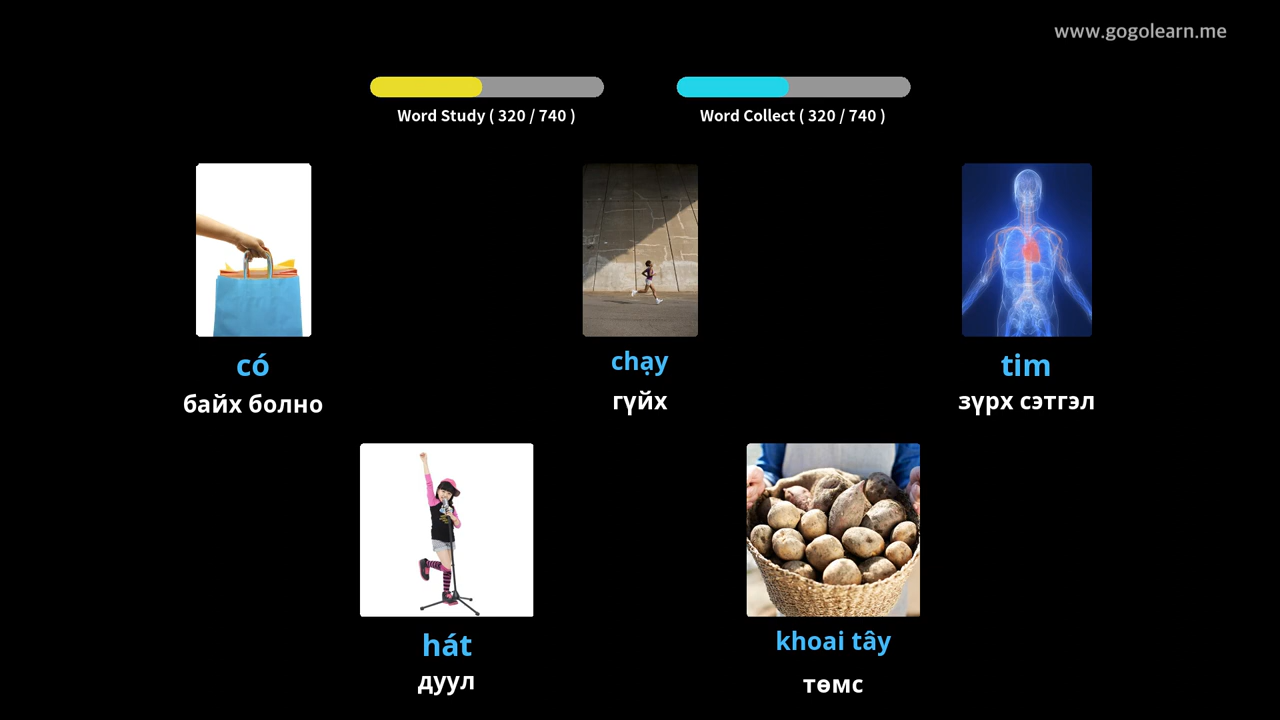 www.gogolearn.me
Word Study ( 320 / 740 )
Word Collect ( 320 / 740 )
có
байх болно
chạy
гүйх
tim
зүрх сэтгэл
hát
дуул
khoai tây
төмс